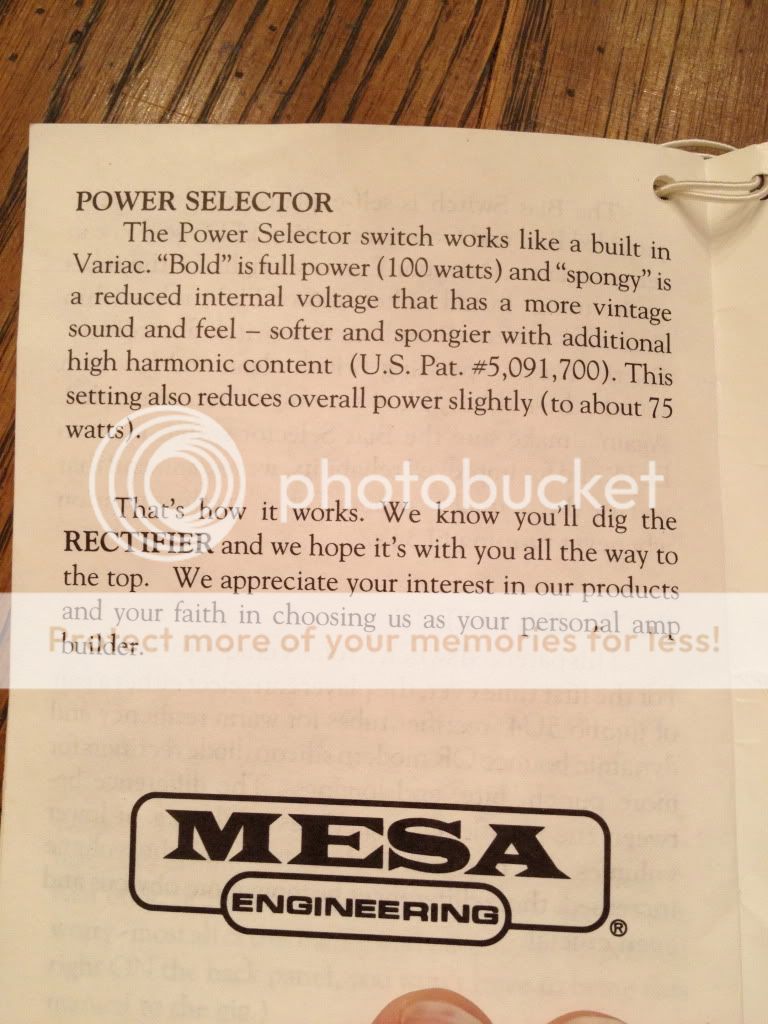 POWER SELECTOR
The Power Selector switch works like a built in
Variac. “Bold” is full power (100 watts) and “spongy” is
a reduced internal voltage that has a more vintage
sound and feel – softer and spongier with additional
high harmonic content (U.S. Pat. #5,091,700). This
setting also reduces overall power slightly (to about 75
watts).
photobucket
That's how it works. We know you'll dig the
RECTIFIER and we hope it's with you all the way to
the top. We appreciate your interest in our products
and your faith in choosing us as your personal amp
builder.
Protect more of your memories for less!
MESA
ENGINEERING ®